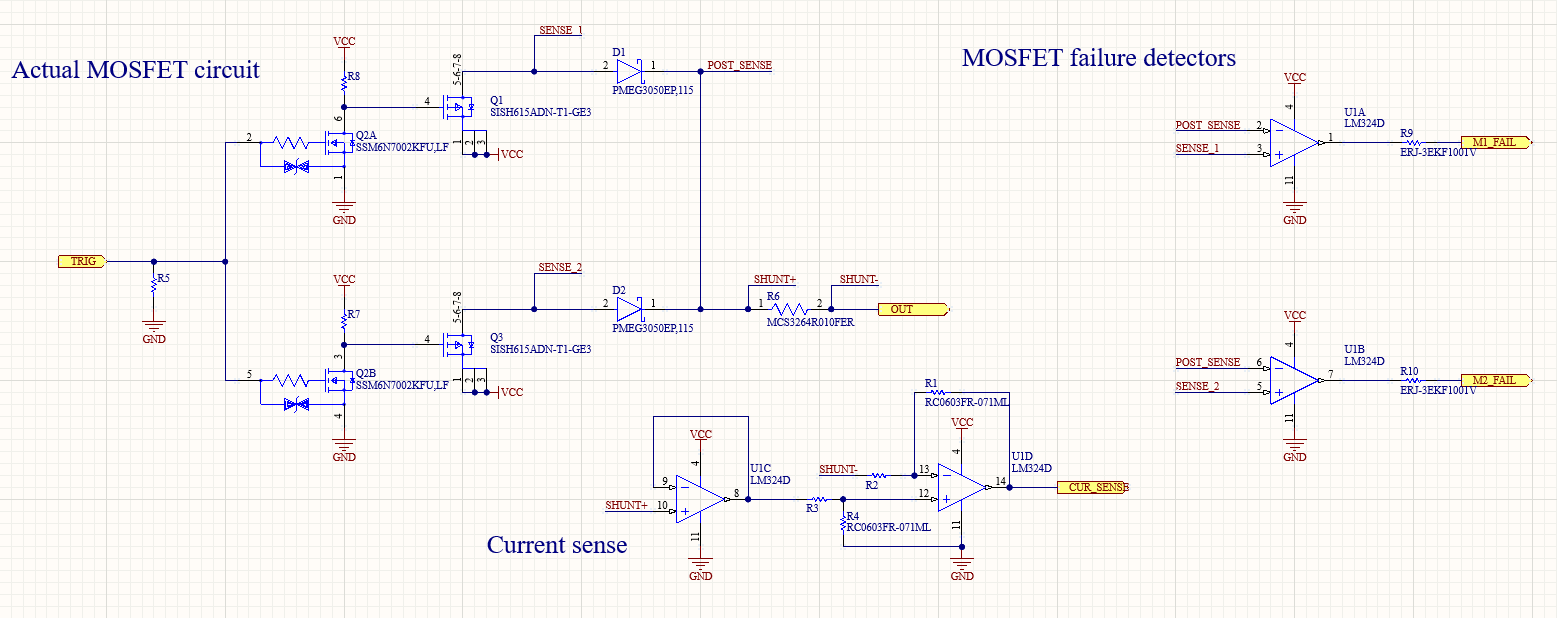 Actual MOSFET circuit
MOSFET failure detectors
VCC
R8
6
4
5-6-7-8
Q1
SISH615ADN-T1-GE3
1
2
3
VCC
SENSE_1
2
D1
1
PMEG3050EP,115
POST_SENSE
2
Q2A
SSM6N7002KFU,LF
1
GND
TRIG
R5
GND
VCC
R7
3
4
5-6-7-8
Q3
SISH615ADN-T1-GE3
1
2
3
VCC
SENSE_2
2
D2
1
PMEG3050EP,115
SHUNT+
SHUNT-
R6
1
2
MCS3264R010FER
OUT
5
Q2B
SSM6N7002KFU,LF
4
GND
VCC
4
U1A
LM324D
POST_SENSE
2
SENSE_1
3
1
11
GND
R9
ERJ-3EKF1001V
M1_FAIL
VCC
4
U1B
LM324D
POST_SENSE
6
SENSE_2
5
7
11
GND
R10
ERJ-3EKF1001V
M2_FAIL
Current sense
VCC
4
U1C
LM324D
9
SHUNT+
10
8
11
GND
R3
R4
RC0603FR-071ML
SHUNT-
R2
R1
RC0603FR-071ML
VCC
4
U1D
LM324D
13
12
14
11
GND
CUR_SENSE